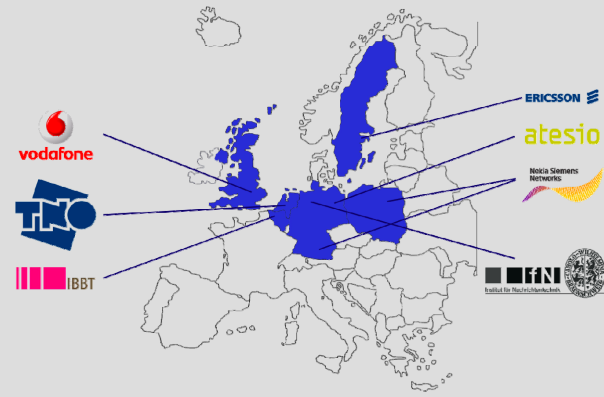 vodafone
TNO
IBBT
ERICSSON
atesio
Nokia Siemens
Networks
IfN
Institut für Nachrichtentechnik